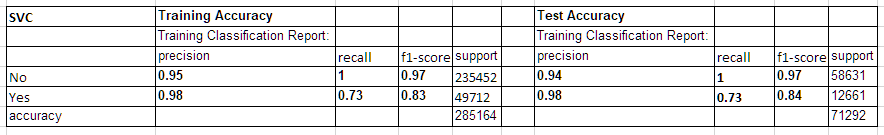 SVC Training Accuracy Test Accuracy
Training Classification Report: Training Classification Report:
precision recall f1-score support precision recall f1-score support
No 0.95 1 0.97 235452 0.94 1 0.97 58631
Yes 0.98 0.73 0.83 49712 0.98 0.73 0.84 12661
accuracy 285164 71292